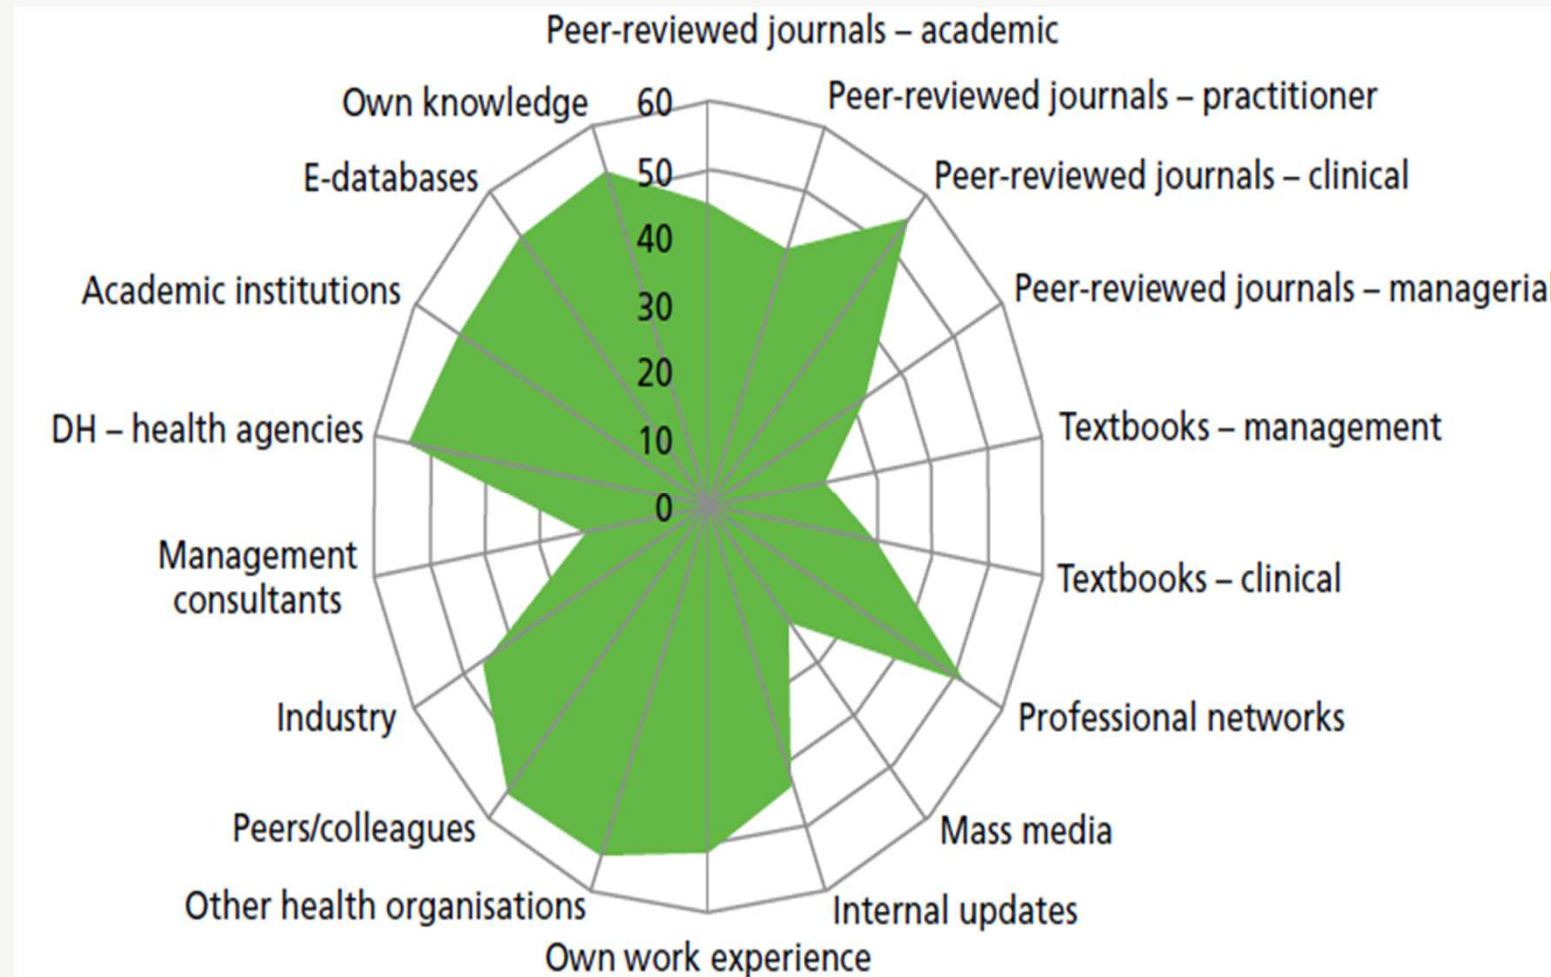 Peer-reviewed journals – academic
Peer-reviewed journals – practitioner
Peer-reviewed journals – clinical
Peer-reviewed journals – managerial
Textbooks – management
Textbooks – clinical
Professional networks
Mass media
Internal updates
Own work experience
Other health organisations
Peers/colleagues
Industry
Management
consultants
DH – health agencies
Academic institutions
E-databases
Own knowledge
60
50
40
30
20
10
0